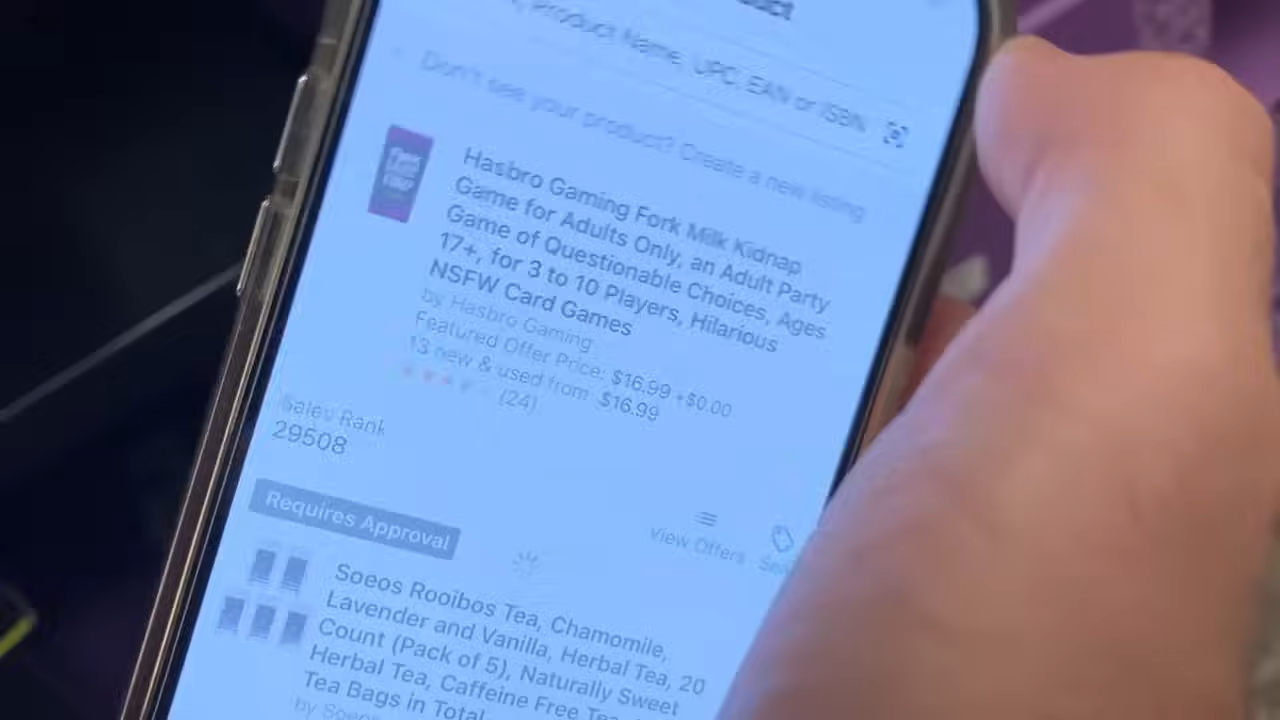 Product Name, UPC, EAN or ISBN
Don't see your product? Create a new listing
Hasbro Gaming Fork Milk Kidnap
Game for Adults Only, an Adult Party
Game of Questionable Choices, Ages
17+, for 3 to 10 Players, Hilarious
NSFW Card Games
by Hasbro Gaming
Featured Offer Price: $16.99 +$0.00
13 new & used from $16.99
(24)
Sales Rank
29508
Requires Approval
View Offers
Soeos Rooibos Tea, Chamomile,
Lavender and Vanilla, Herbal Tea, 20
Count (Pack of 5), Naturally Sweet
Herbal Tea, Caffeine Free Tea,
Tea Bags in Total
by Soeos